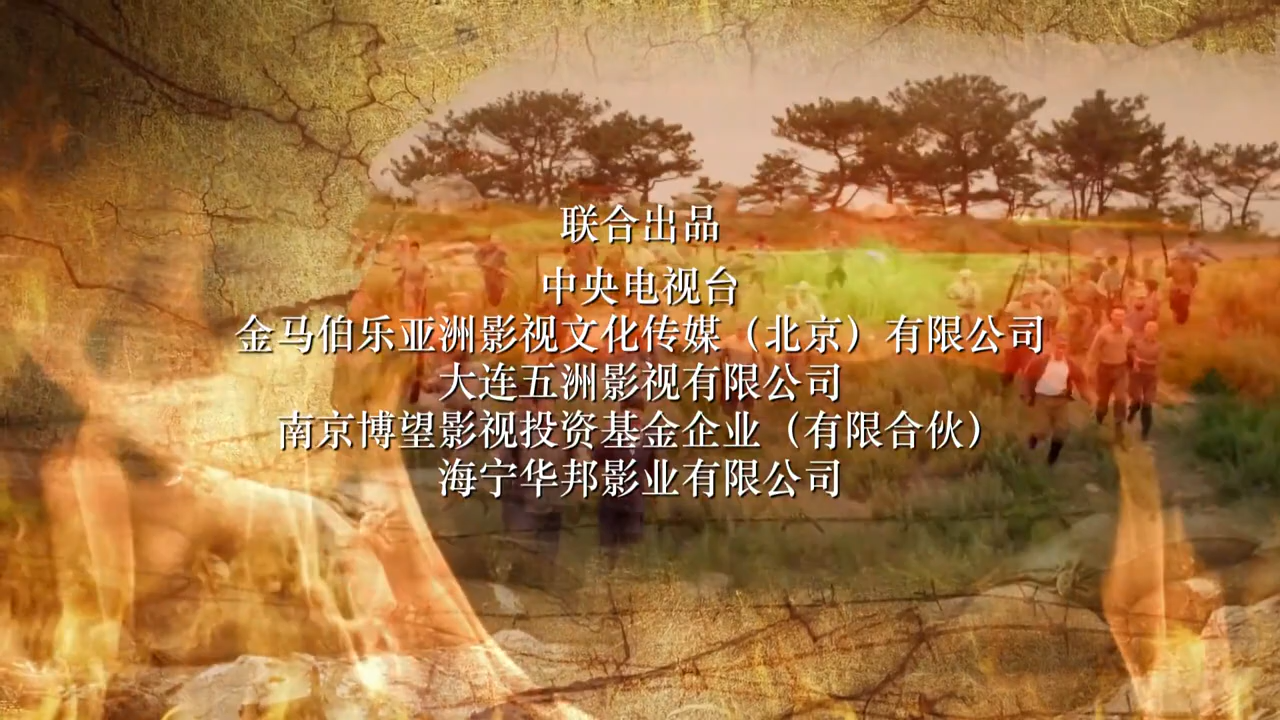 联合出品
中央电视台
金马伯乐亚洲影视文化传媒（北京）有限公司
大连五洲影视有限公司
南京博望影视投资基金企业（有限合伙）
海宁华邦影业有限公司